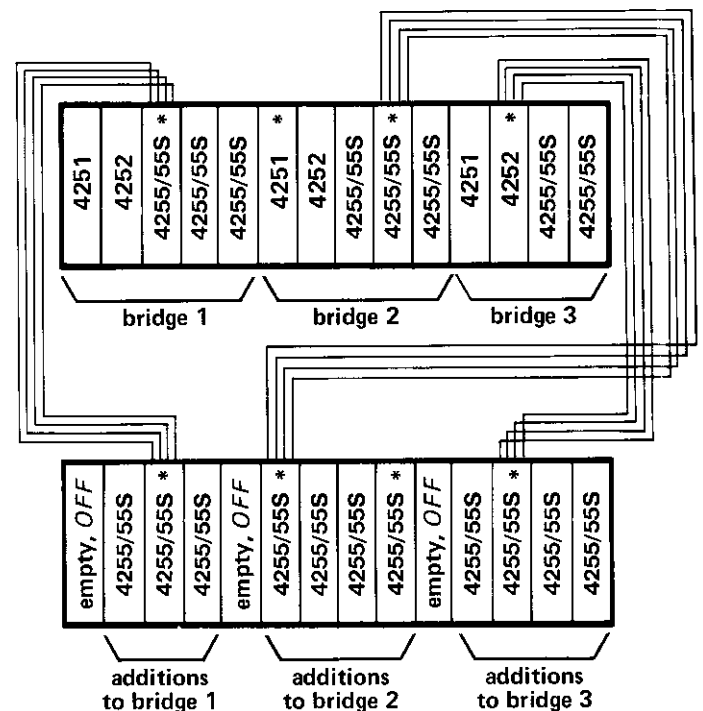 4251
4252
4255/55S *
4255/55S
4255/55S
4251 *
4252
4255/55S
4255/55S *
4255/55S
4251
4252 *
4255/55S
4255/55S
bridge 1
bridge 2
bridge 3
empty, OFF
4255/55S
4255/55S *
4255/55S
empty, OFF
4255/55S *
4255/55S
4255/55S
4255/55S *
empty, OFF
4255/55S
4255/55S *
4255/55S
4255/55S
additions
to bridge 1
additions
to bridge 2
additions
to bridge 3